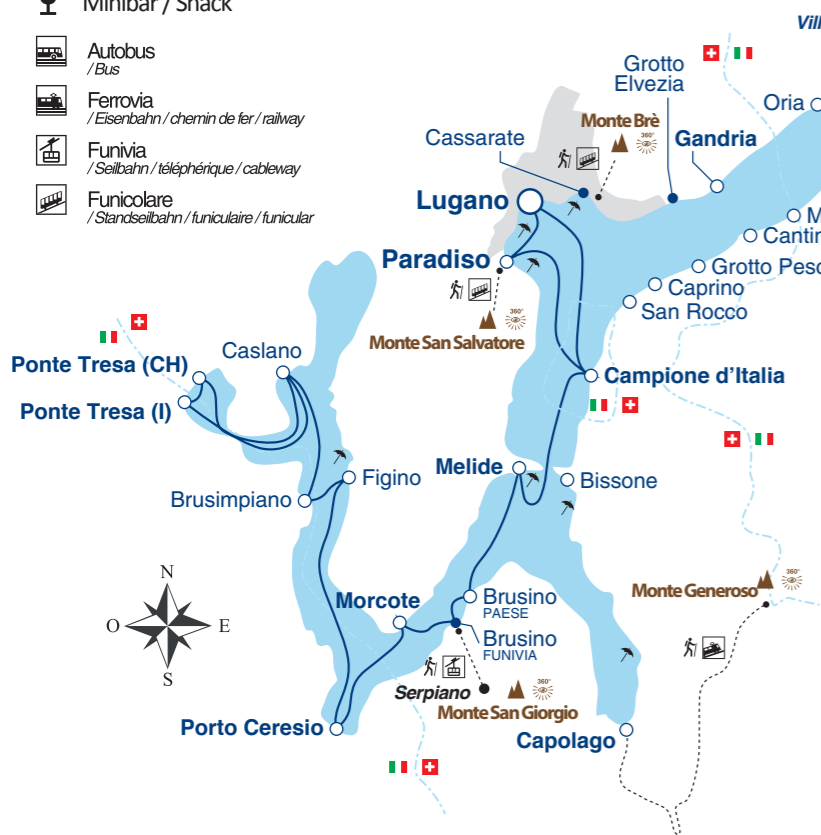 Minibar / Snack
Autobus
/ Bus
Ferrovia
/ Eisenbahn / chemin de fer / railway
Funivia
/ Seilbahn / téléphérique / cableway
Funicolare
/ Standseilbahn / funiculaire / funicular
Vill
Grotto
Elvezia
Oria
Monte Brè
360°
Cassarate
Gandria
Lugano
M
Cantin
Paradiso
Grotto Pesc
Caprino
San Rocco
360°
Monte San Salvatore
Caslano
Ponte Tresa (CH)
Campione d'Italia
Ponte Tresa (I)
Melide
Figino
Bissone
Brusimpiano
360°
Monte Generoso
N
O
E
S
Morcote
Brusino
PAESE
Brusino
FUNIVIA
360°
Serpiano
Monte San Giorgio
Porto Ceresio
Capolago